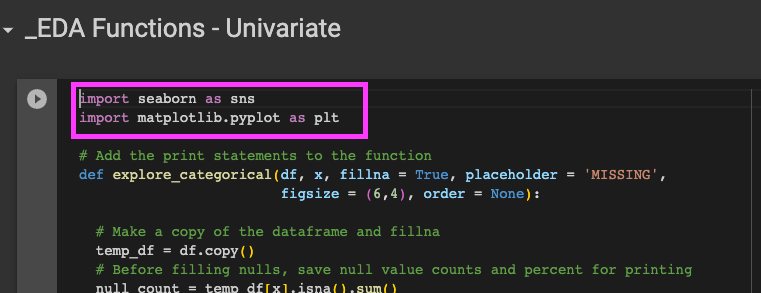 _EDA Functions - Univariate
import seaborn as sns
import matplotlib.pyplot as plt
# Add the print statements to the function
def explore_categorical(df, x, fillna = True, placeholder = 'MISSING',
figsize = (6,4), order = None):
# Make a copy of the dataframe and fillna
temp_df = df.copy()
# Before filling nulls, save null value counts and percent for printing
null_count = temp_df[x].isna().sum()